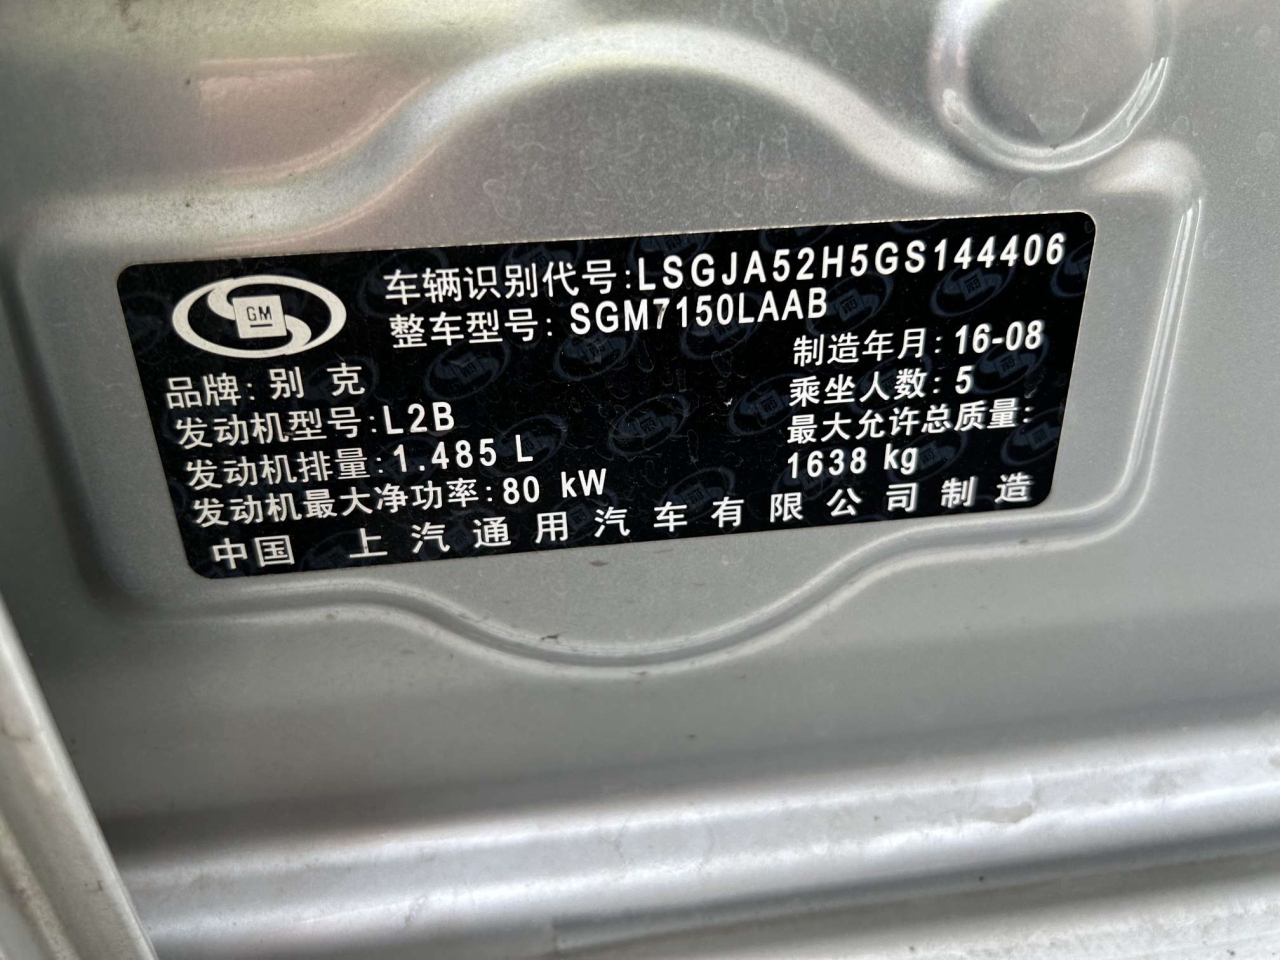 GM
车辆识别代号:LSGJA52H5GS144406
整车型号: SGM7150LAAB
制造年月: 16-08
品牌: 别 克
乘坐人数: 5
发动机型号:L2B
最大允许总质量:
1638 kg
发动机排量:1.485 L
发动机最大净功率:80 kW
中国 上汽通用汽车有限公司制造